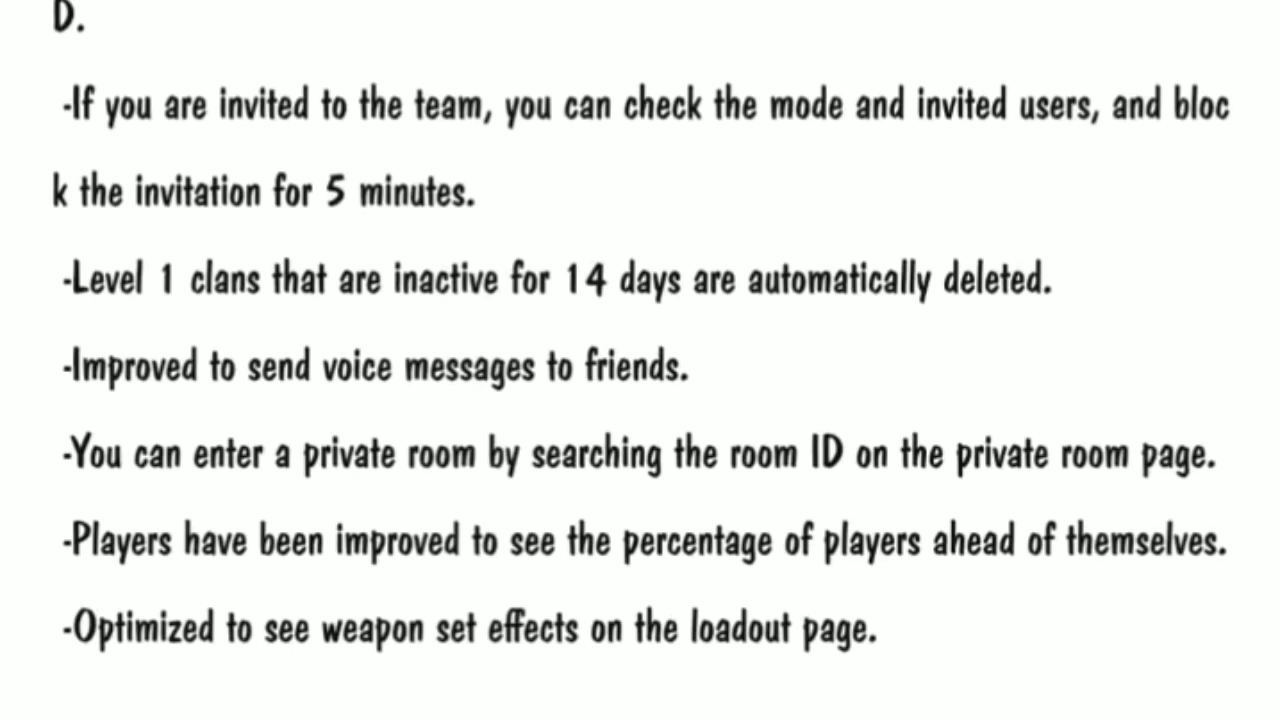 D.
-If you are invited to the team, you can check the mode and invited users, and bloc
k the invitation for 5 minutes.
-Level 1 clans that are inactive for 14 days are automatically deleted.
-Improved to send voice messages to friends.
-You can enter a private room by searching the room ID on the private room page.
-Players have been improved to see the percentage of players ahead of themselves.
-Optimized to see weapon set effects on the loadout page.